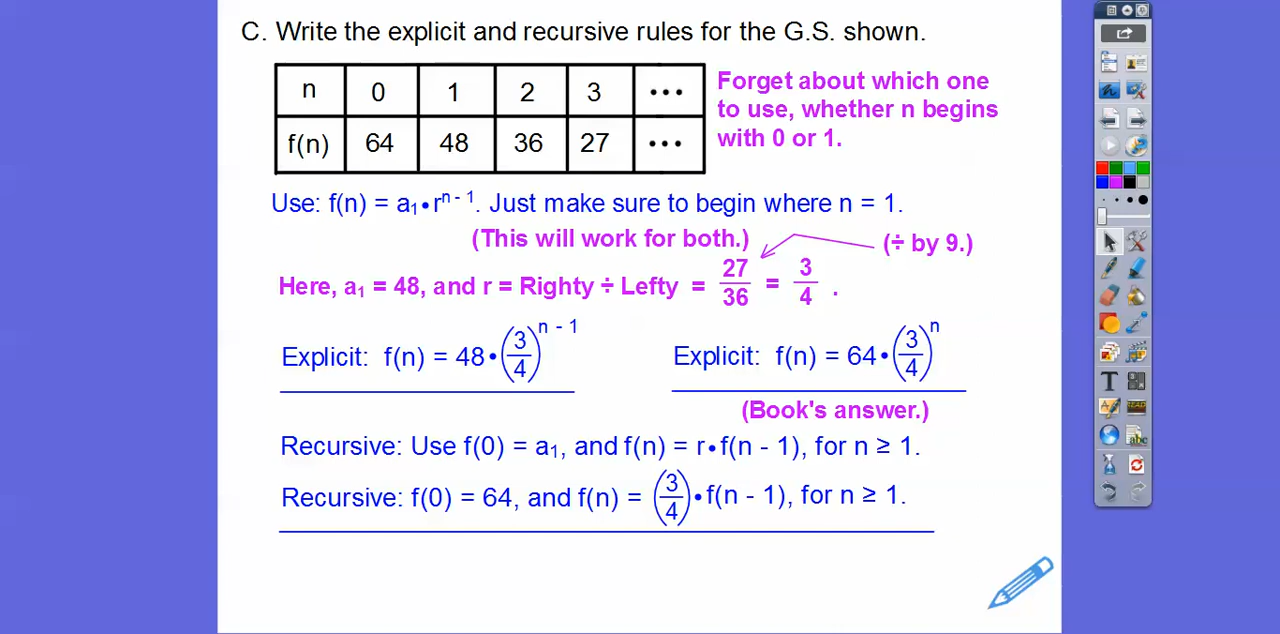 C. Write the explicit and recursive rules for the G.S. shown.
n 0 1 2 3 •••
f(n) 64 48 36 27 •••
Forget about which one
to use, whether n begins
with 0 or 1.
Use: f(n) = a₁•rⁿ⁻¹. Just make sure to begin where n = 1.
(This will work for both.)
(÷ by 9.)
Here, a₁ = 48, and r = Righty ÷ Lefty = 27/36 = 3/4 .
Explicit: f(n) = 48•(3/4)ⁿ⁻¹
Explicit: f(n) = 64•(3/4)ⁿ
(Book's answer.)
Recursive: Use f(0) = a₁, and f(n) = r•f(n - 1), for n ≥ 1.
Recursive: f(0) = 64, and f(n) = (3/4)•f(n - 1), for n ≥ 1.